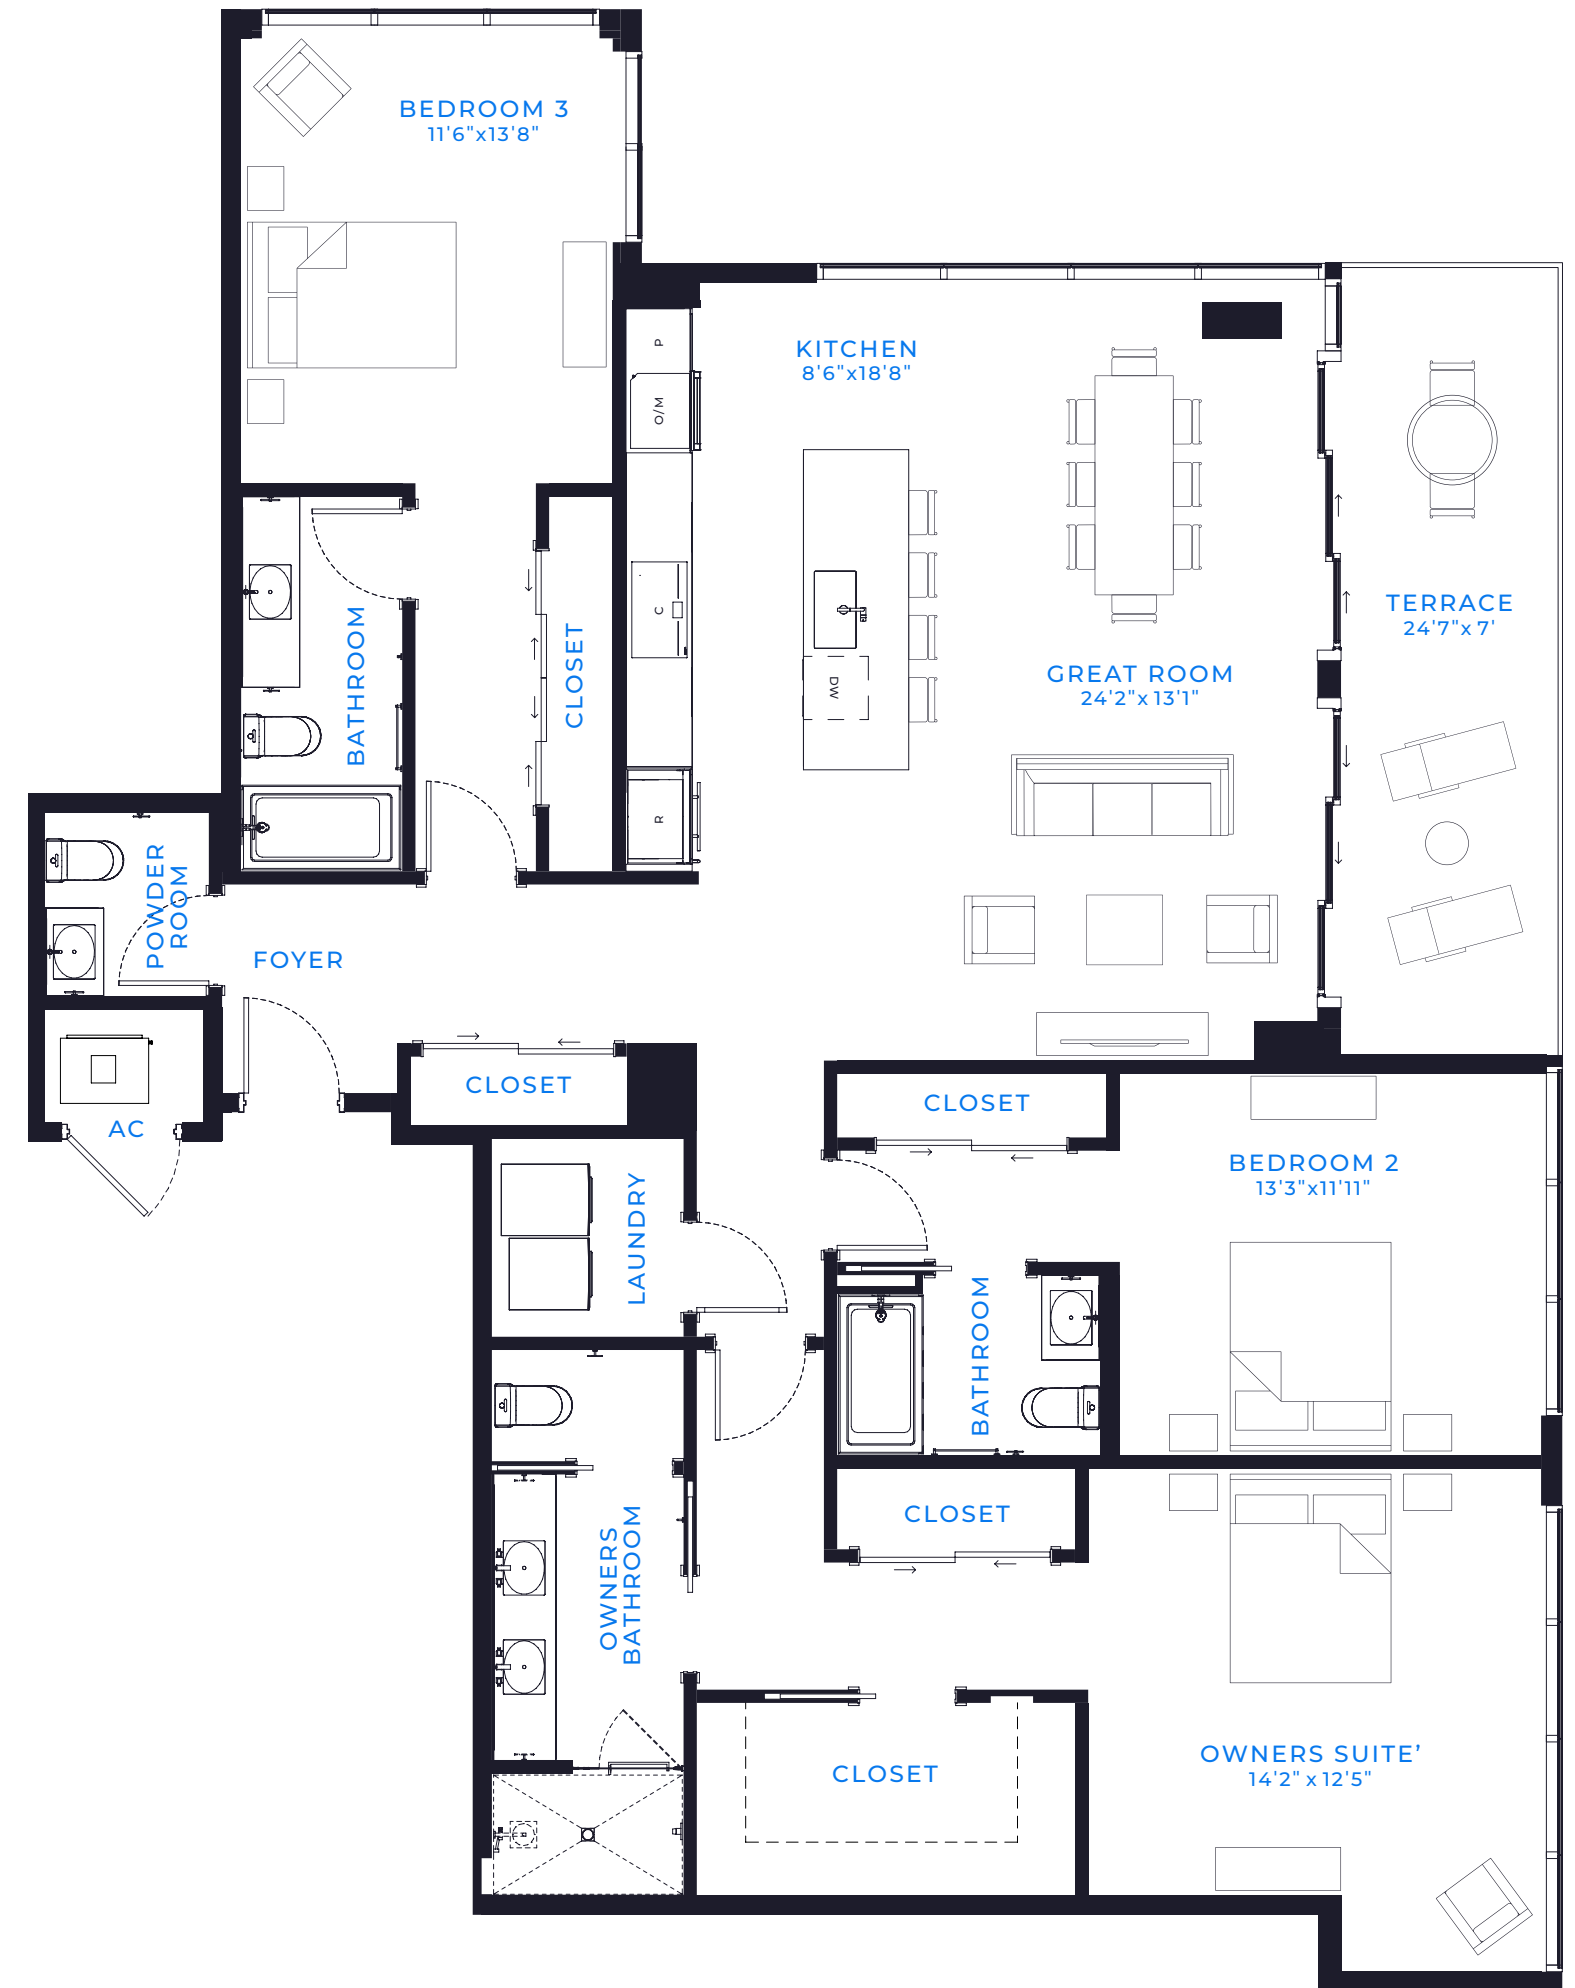 BEDROOM 3
11'6"x13'8"
P
O/M
KITCHEN
8'6"x18'8"
C
DW
R
BATHROOM
CLOSET
TERRACE
24'7"x 7'
GREAT ROOM
24'2"x 13'1"
POWDER
ROOM
FOYER
AC
CLOSET
CLOSET
BEDROOM 2
13'3"x11'11"
LAUNDRY
BATHROOM
CLOSET
OWNERS
BATHROOM
CLOSET
OWNERS SUITE’
14'2" x 12'5"